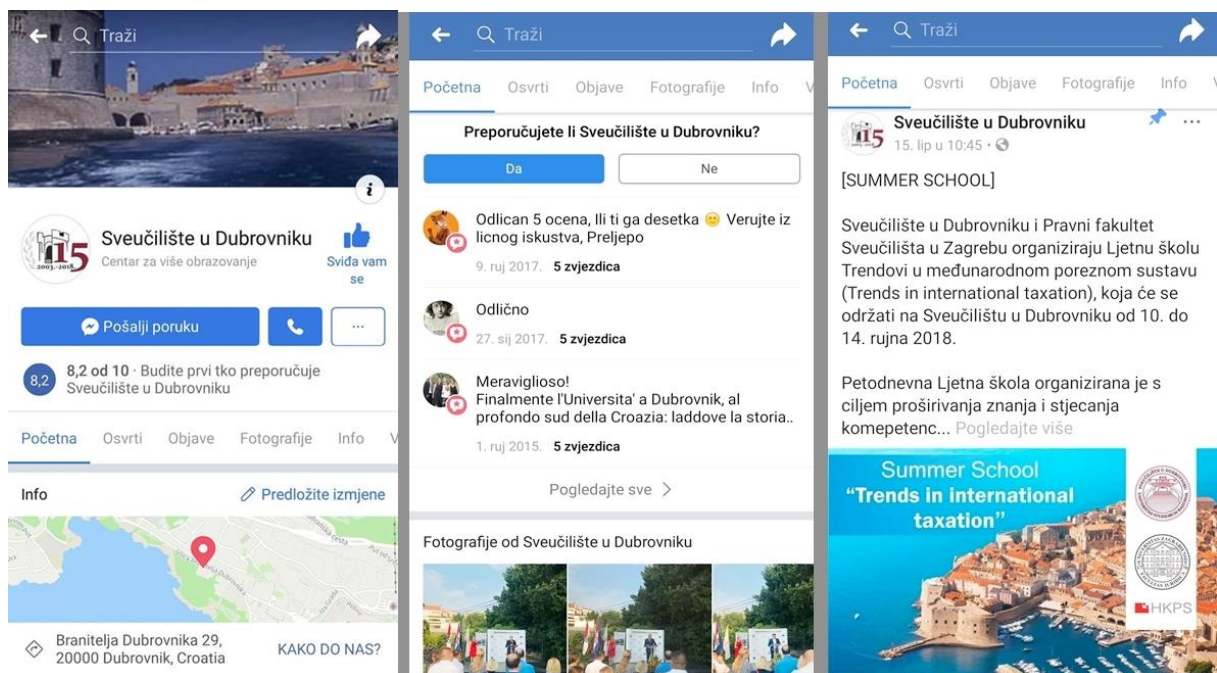 Traži
15
2003.-2018.
Sveučilište u Dubrovniku
Centar za više obrazovanje
Sviđa vam
se
Pošalji poruku
...
8,2
8,2 od 10 · Budite prvi tko preporučuje
Sveučilište u Dubrovniku
Početna Osvrti Objave Fotografije Info V
Info
Predložite izmjene
Branitelja Dubrovnika 29,
20000 Dubrovnik, Croatia
KAKO DO NAS?
Traži
Početna Osvrti Objave Fotografije Info V
Preporučujete li Sveučilište u Dubrovniku?
Da Ne
Odlican 5 ocena, Ili ti ga desetka 🙂 Verujte iz
licnog iskustva, Preljepo
9. ruj 2017. 5 zvjezdica
Odlično
27. sij 2017. 5 zvjezdica
Meraviglioso!
Finalmente l'Universita' a Dubrovnik, al
profondo sud della Croazia: laddove la storia..
1. ruj 2015. 5 zvjezdica
Pogledajte sve >
Fotografije od Sveučilište u Dubrovniku
Traži
Početna Osvrti Objave Fotografije Info V
15
Sveučilište u Dubrovniku
...
15. lip u 10:45 ·
[SUMMER SCHOOL]
Sveučilište u Dubrovniku i Pravni fakultet
Sveučilišta u Zagrebu organiziraju Ljetnu školu
Trendovi u međunarodnom poreznom sustavu
(Trends in international taxation), koja će se
održati na Sveučilištu u Dubrovniku od 10. do
14. rujna 2018.
Petodnevna Ljetna škola organizirana je s
ciljem proširivanja znanja i stjecanja
komepetenc... Pogledajte više
Summer School
“Trends in international
taxation”
HKPS